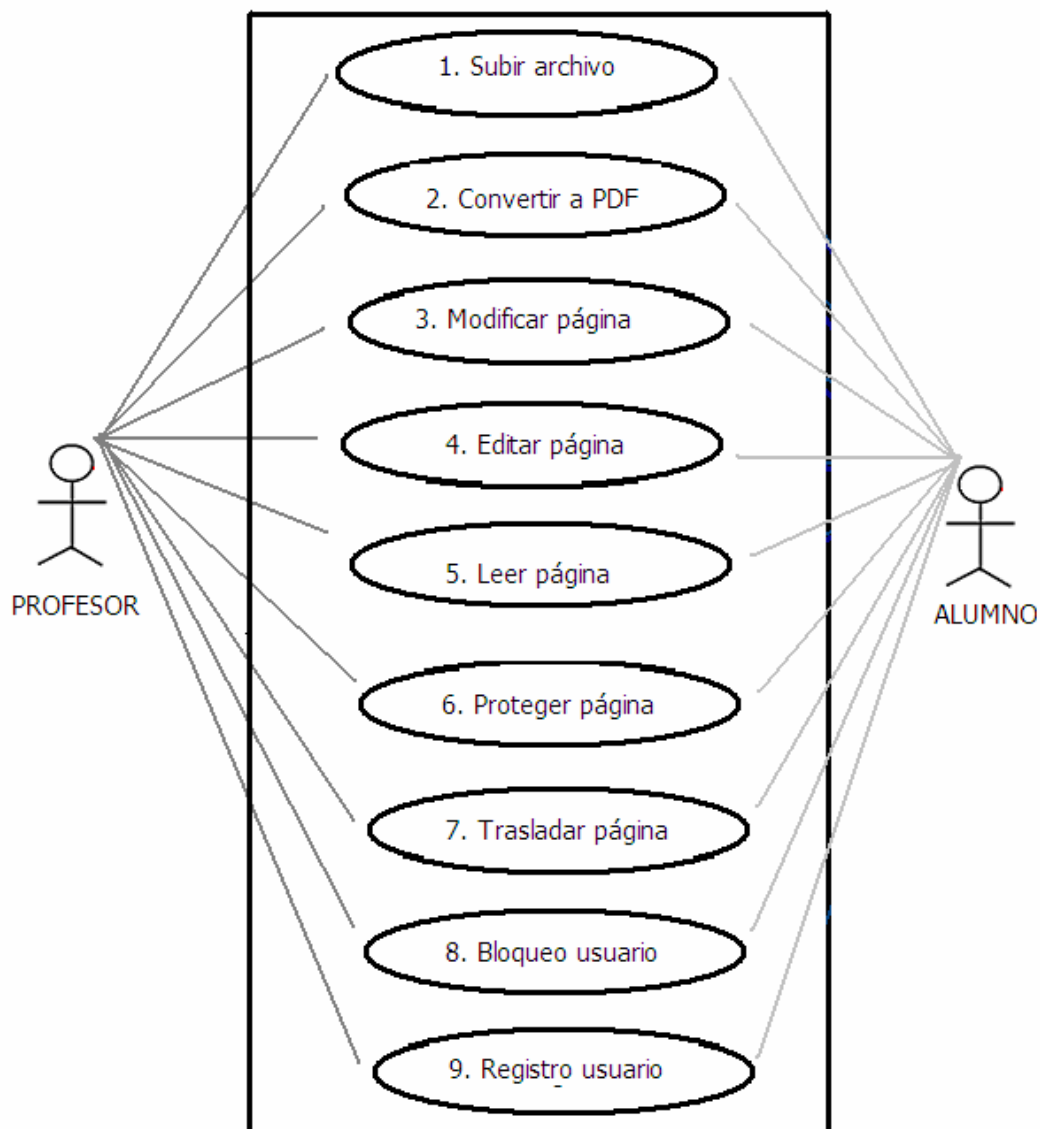 1. Subir archivo
2. Convertir a PDF
3. Modificar página
4. Editar página
5. Leer página
PROFESOR
ALUMNO
6. Proteger página
7. Trasladar página
8. Bloqueo usuario
9. Registro usuario